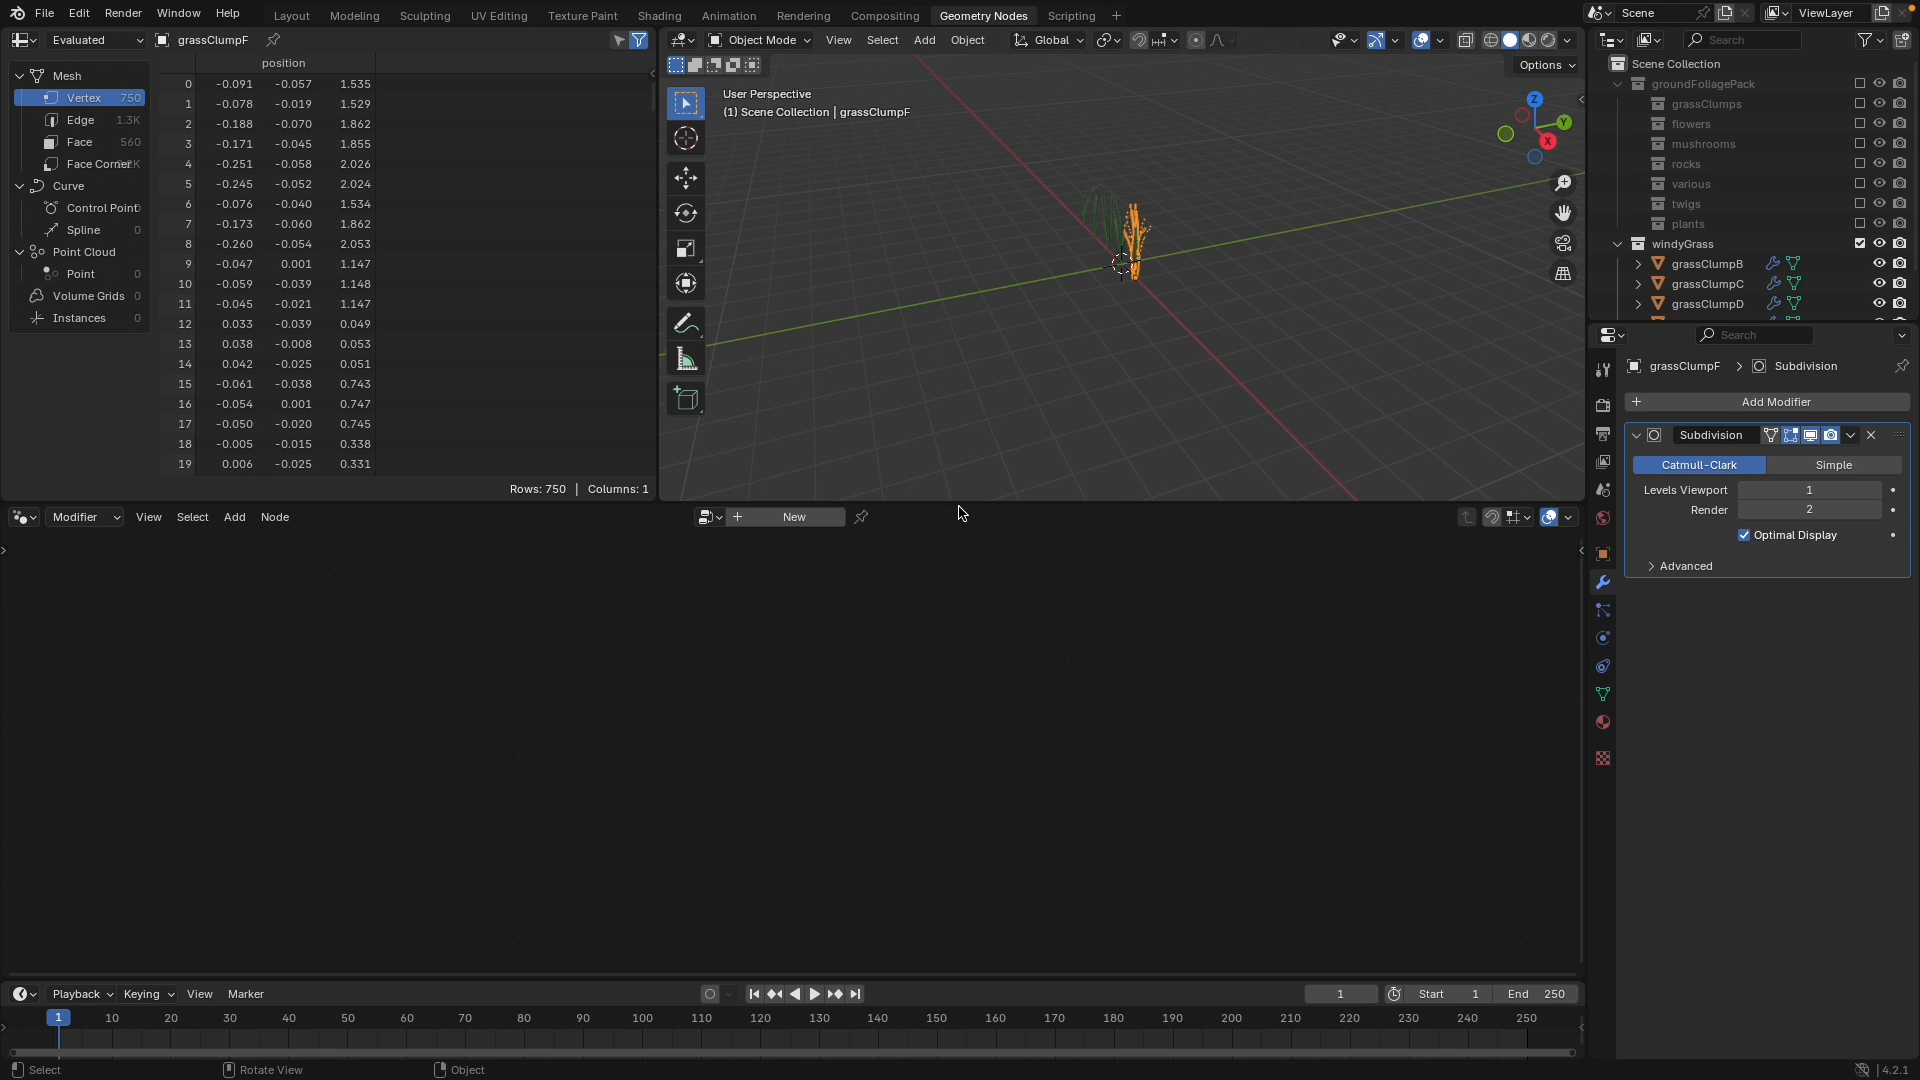 File Edit Render Window Help Layout Modeling Sculpting UV Editing Texture Paint Shading Animation Rendering Compositing Geometry Nodes Scripting + Scene ViewLayer
Evaluated grassClumpF
Object Mode View Select Add Object Global
Search
Options
Mesh
Vertex 750
Edge 1.3K
Face 560
Face Corner
Curve
Control Point
Spline 0
Point Cloud
Point 0
Volume Grids 0
Instances 0
position
0 -0.091 -0.057 1.535
1 -0.078 -0.019 1.529
2 -0.188 -0.070 1.862
3 -0.171 -0.045 1.855
4 -0.251 -0.058 2.026
5 -0.245 -0.052 2.024
6 -0.076 -0.040 1.534
7 -0.173 -0.060 1.862
8 -0.260 -0.054 2.053
9 -0.047 0.001 1.147
10 -0.059 -0.039 1.148
11 -0.045 -0.021 1.147
12 0.033 -0.039 0.049
13 0.038 -0.008 0.053
14 0.042 -0.025 0.051
15 -0.061 -0.038 0.743
16 -0.054 0.001 0.747
17 -0.050 -0.020 0.745
18 -0.005 -0.015 0.338
19 0.006 -0.025 0.331
Rows: 750 | Columns: 1
User Perspective
(1) Scene Collection | grassClumpF
Z
Y
X
Scene Collection
groundFoliagePack
grassClumps
flowers
mushrooms
rocks
various
twigs
plants
windyGrass
grassClumpB
grassClumpC
grassClumpD
Search
grassClumpF > Subdivision
+ Add Modifier
Subdivision
Catmull-Clark Simple
Levels Viewport 1
Render 2
Optimal Display
Advanced
Modifier View Select Add Node
+ New
Playback Keying View Marker
1 Start 1 End 250
1 10 20 30 40 50 60 70 80 90 100 110 120 130 140 150 160 170 180 190 200 210 220 230 240 250
Select Rotate View Object
4.2.1